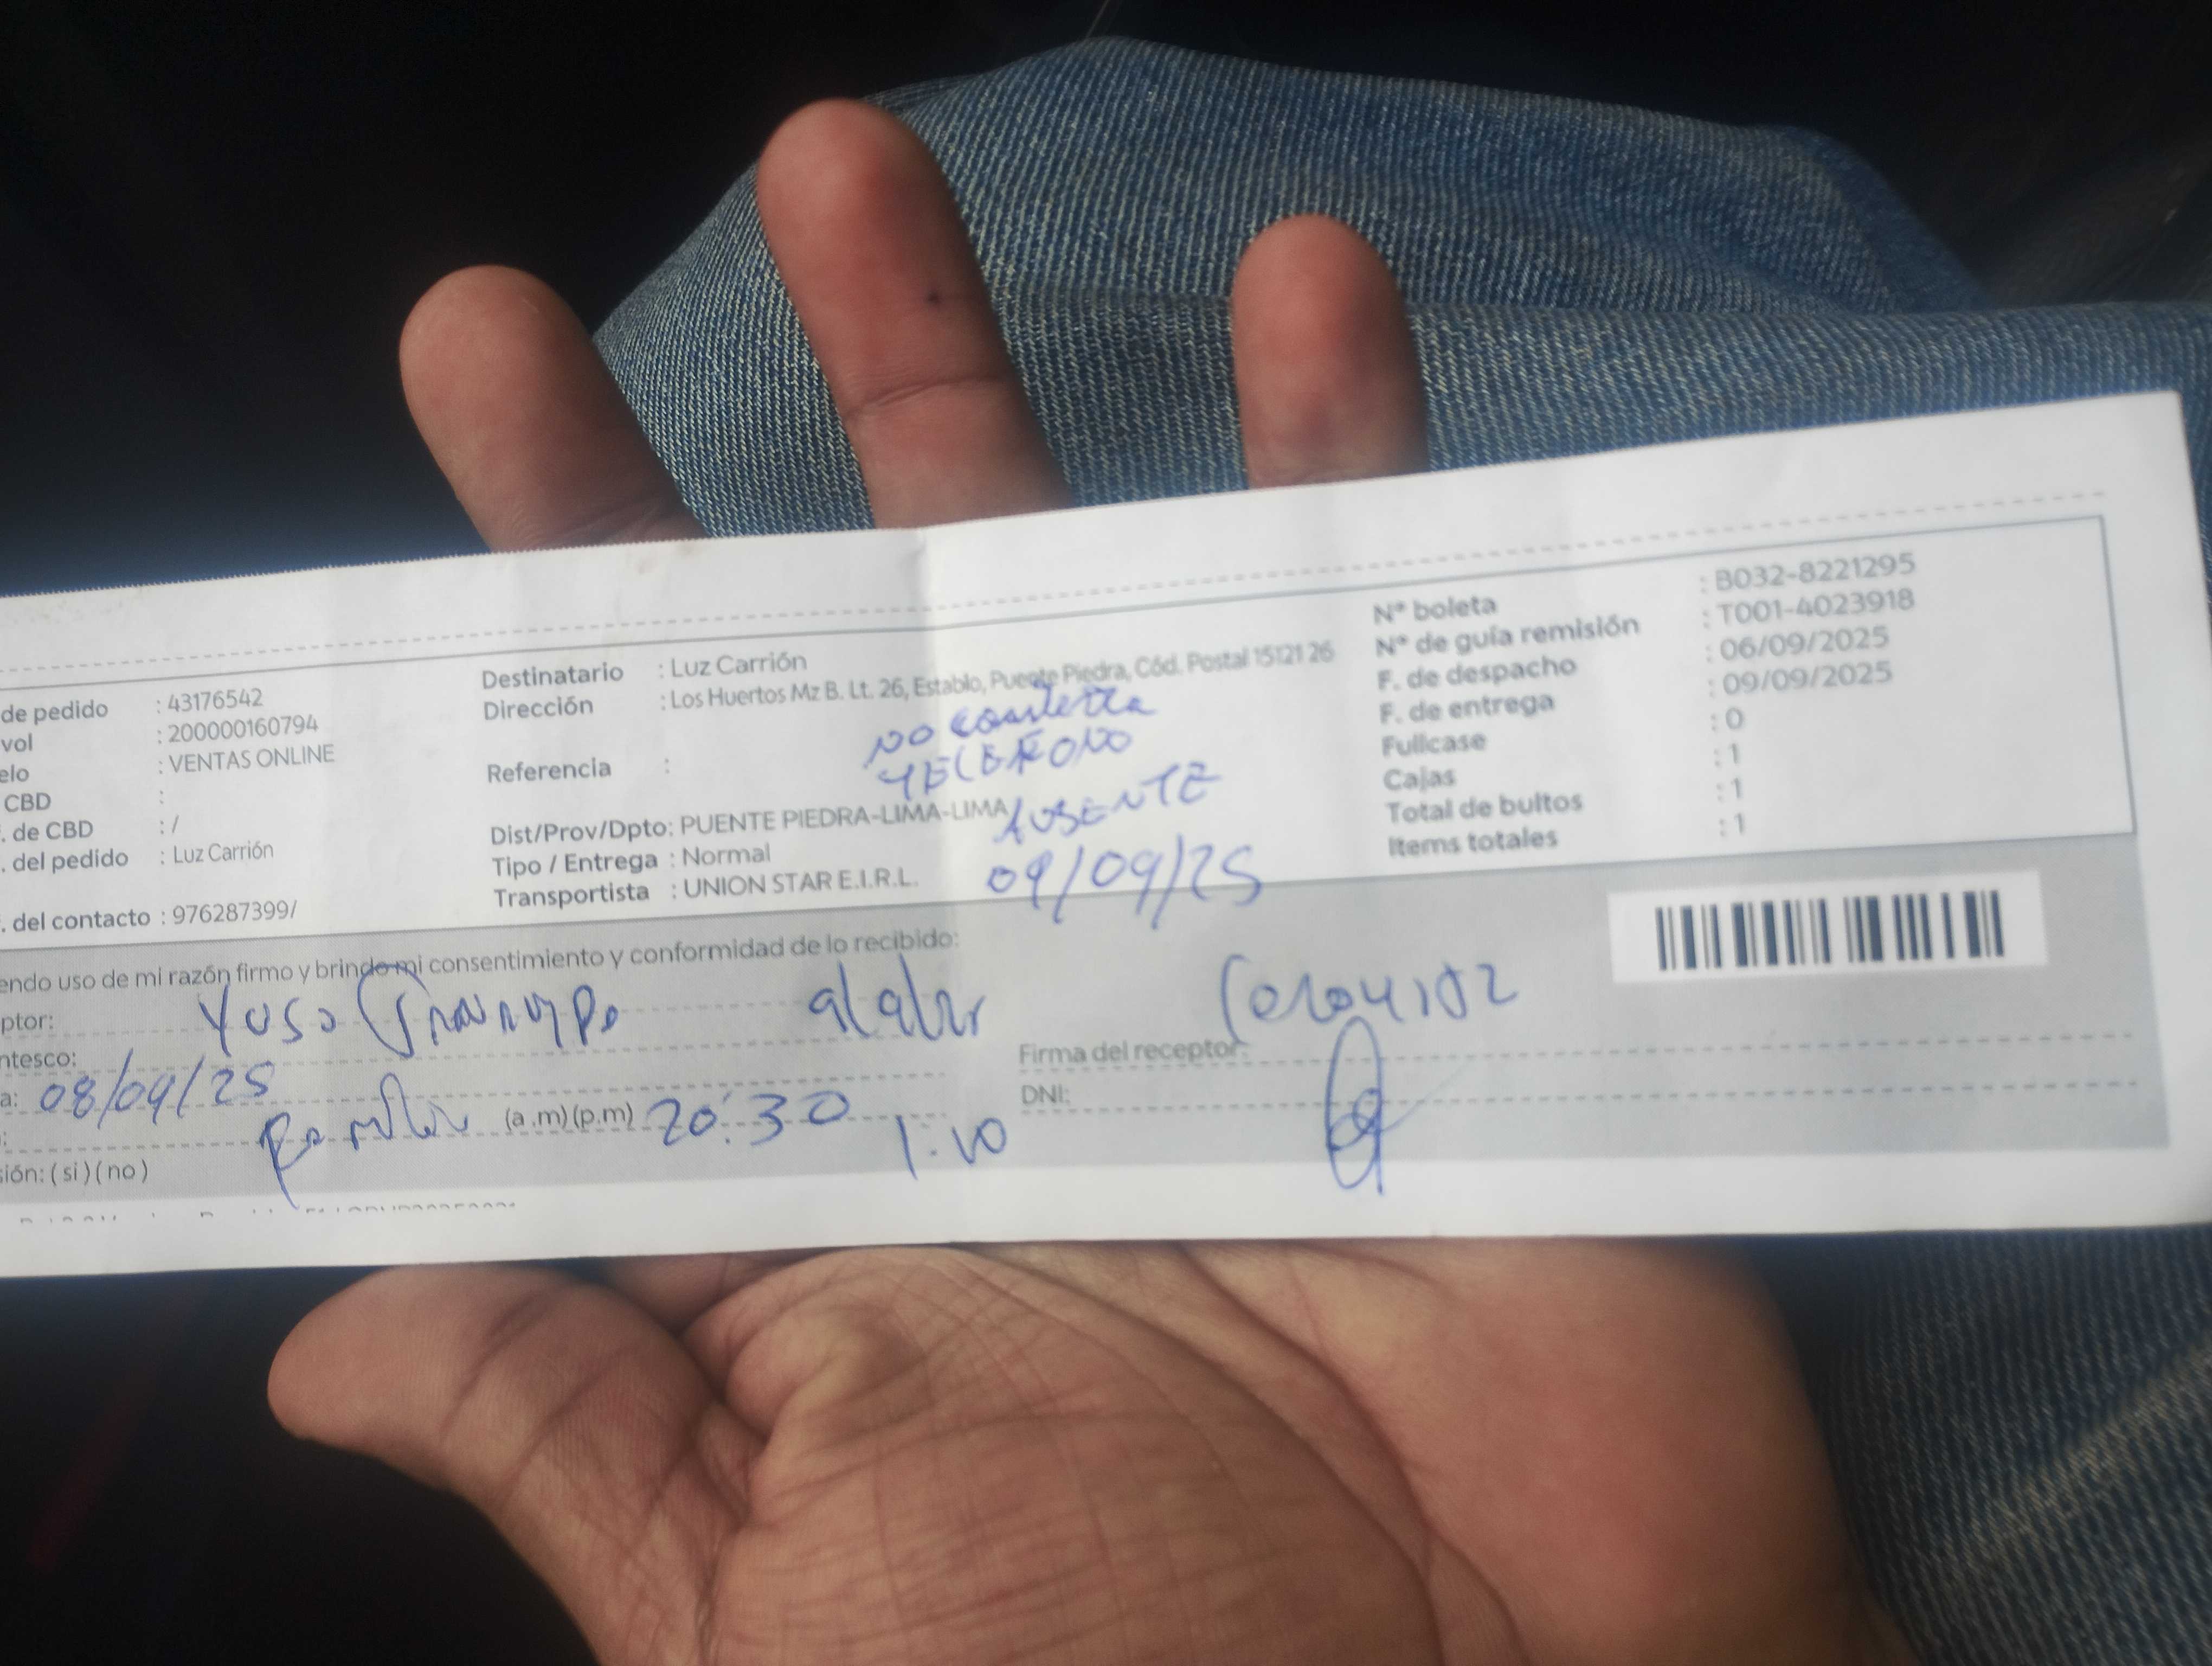 de pedido : 43176542
vol : 200000160794
elo : VENTAS ONLINE
CBD :
. de CBD : /
. del pedido : Luz Carrión
. del contacto : 976287399/
Destinatario : Luz Carrión
Dirección : Los Huertos Mz B. Lt. 26, Establo, Puente Piedra, Cód. Postal 15121 26
Referencia :
NO contesta
TELEFONO
AUSENTE
09/09/25
Dist/Prov/Dpto: PUENTE PIEDRA-LIMA-LIMA
Tipo / Entrega : Normal
Transportista : UNION STAR E.I.R.L.
N° boleta : B032-8221295
N° de guía remisión : T001-4023918
F. de despacho : 06/09/2025
F. de entrega : 09/09/2025
Fullcase : 0
Cajas : 1
Total de bultos : 1
Items totales : 1
endo uso de mi razón firmo y brindo mi consentimiento y conformidad de lo recibido:
ptor:
ntesco:
a: 08/09/25
: (a.m)(p.m) 20:30
1:10
sión: (si)(no)
Firma del receptor:
DNI: